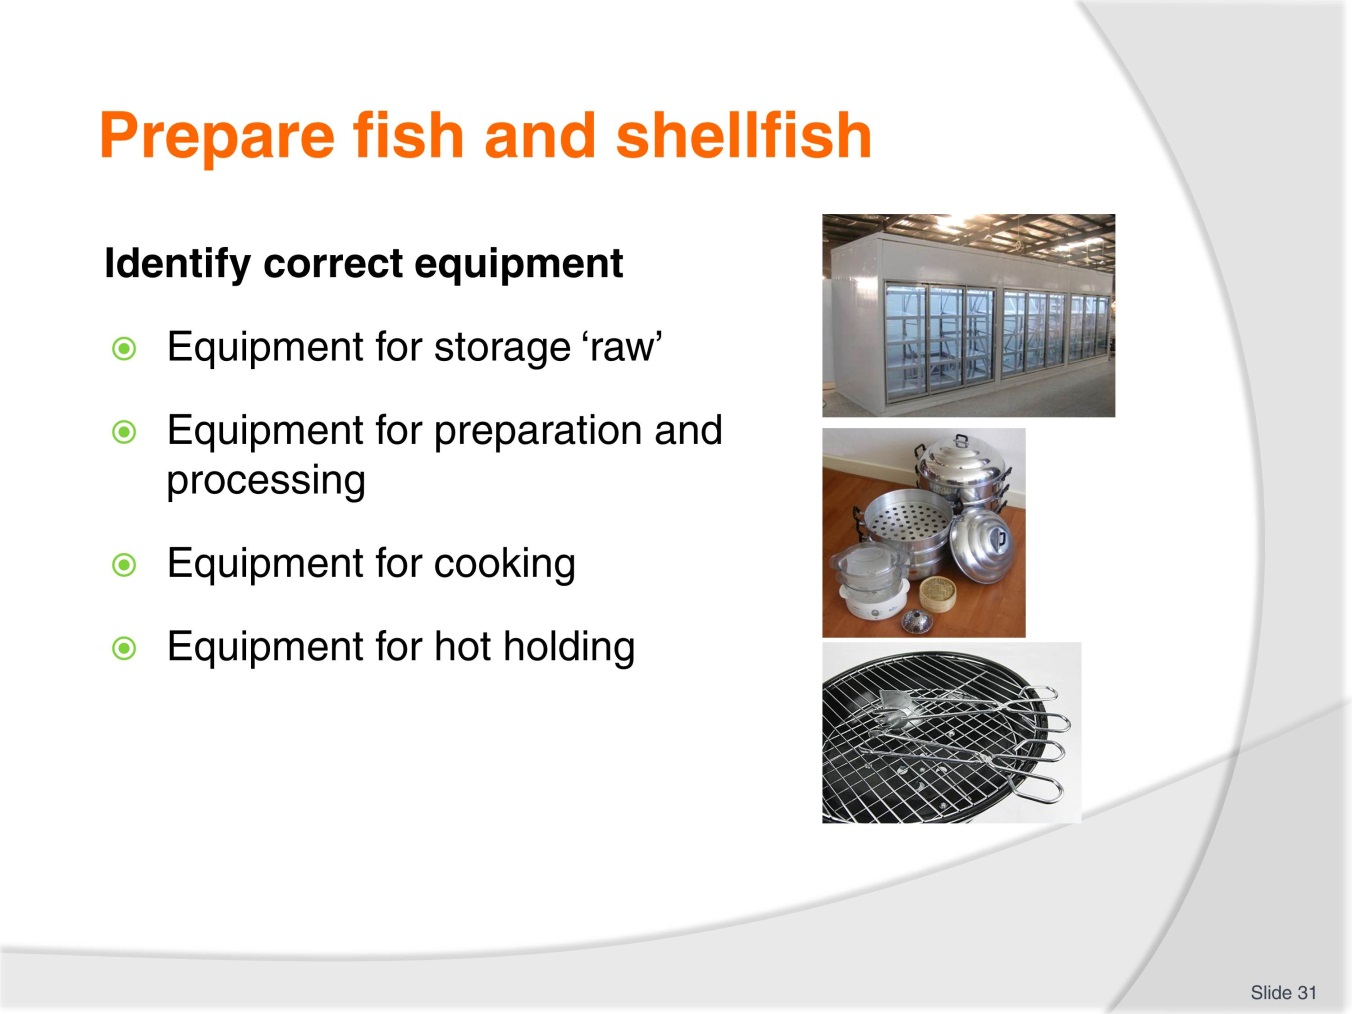 Prepare fish and shellfish
Identify correct equipment
Equipment for storage ‘raw’
Equipment for preparation and
processing
Equipment for cooking
Equipment for hot holding
Slide 31